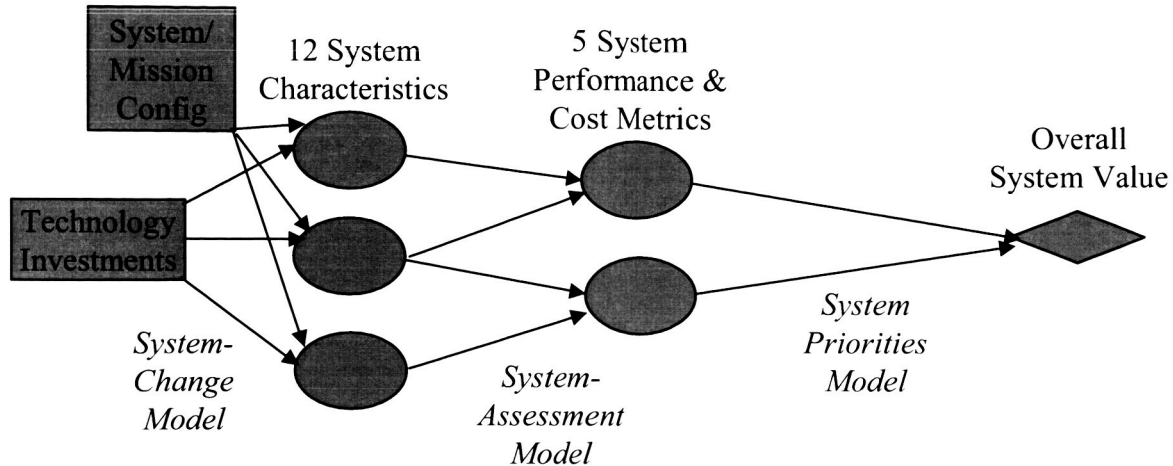 System/
Mission
Config
12 System
Characteristics
5 System
Performance &
Cost Metrics
Overall
System Value
Technology
Investments
System-
Change
Model
System-
Assessment
Model
System
Priorities
Model